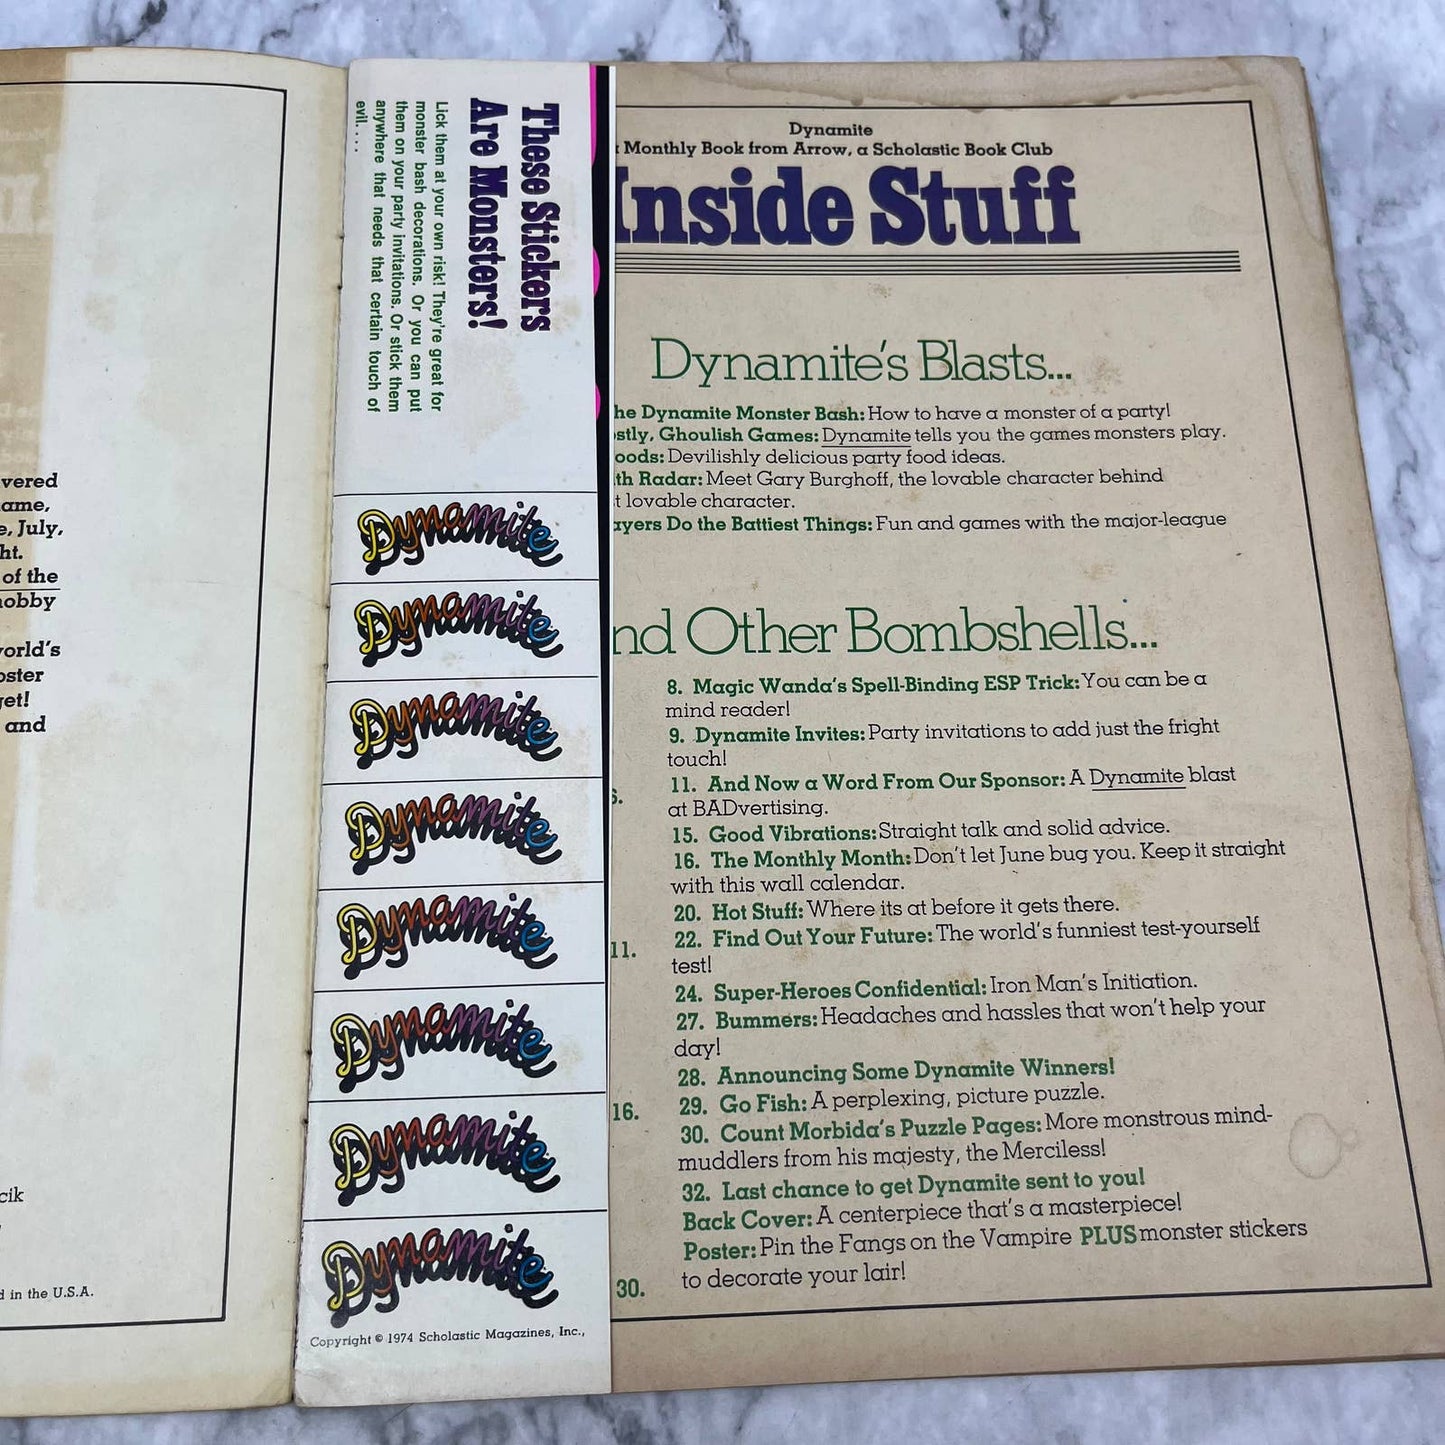 vered
ame,
e, July,
ht.
of the
hobby
world's
oster
get!
and
cik
d in the U.S.A.
These Stickers
Are Monsters!
Lick them at your own risk! They're great for
monster bash decorations. Or you can put
them on your party invitations. Or stick them
anywhere that needs that certain touch of
evil....
Dynamite
Dynamite
Dynamite
Dynamite
Dynamite
Dynamite
Dynamite
Dynamite
Copyright © 1974 Scholastic Magazines, Inc.,
Dynamite
Monthly Book from Arrow, a Scholastic Book Club
Inside Stuff
Dynamite's Blasts...
he Dynamite Monster Bash: How to have a monster of a party!
stly, Ghoulish Games: Dynamite tells you the games monsters play.
oods: Devilishly delicious party food ideas.
th Radar: Meet Gary Burghoff, the lovable character behind
t lovable character.
ayers Do the Battiest Things: Fun and games with the major-league
nd Other Bombshells...
8. Magic Wanda's Spell-Binding ESP Trick: You can be a
mind reader!
9. Dynamite Invites: Party invitations to add just the fright
touch!
11. And Now a Word From Our Sponsor: A Dynamite blast
at BADvertising.
15. Good Vibrations: Straight talk and solid advice.
16. The Monthly Month: Don't let June bug you. Keep it straight
with this wall calendar.
20. Hot Stuff: Where its at before it gets there.
22. Find Out Your Future: The world's funniest test-yourself
test!
24. Super-Heroes Confidential: Iron Man's Initiation.
27. Bummers: Headaches and hassles that won't help your
day!
28. Announcing Some Dynamite Winners!
29. Go Fish: A perplexing, picture puzzle.
30. Count Morbida's Puzzle Pages: More monstrous mind-
muddlers from his majesty, the Merciless!
32. Last chance to get Dynamite sent to you!
Back Cover: A centerpiece that's a masterpiece!
Poster: Pin the Fangs on the Vampire PLUS monster stickers
to decorate your lair!
6.
11.
16.
30.